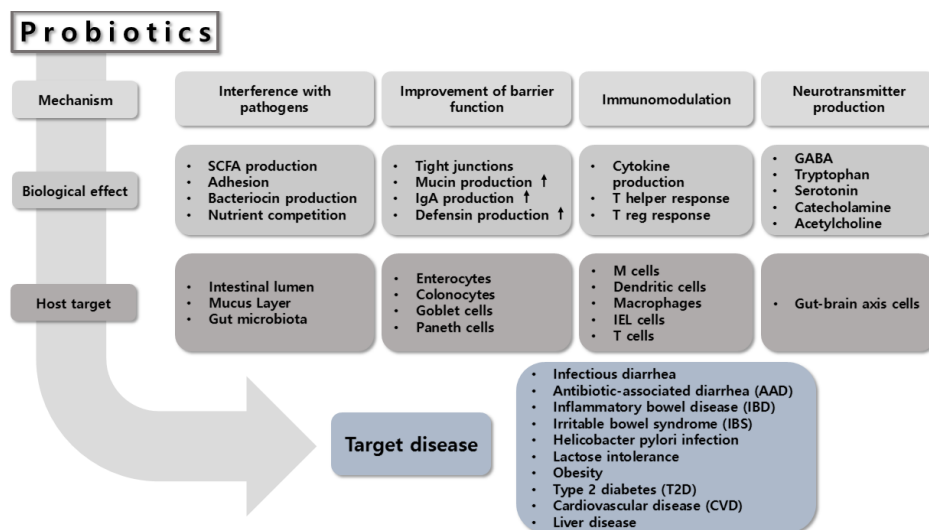 Probiotics
Mechanism
Interference with
pathogens
Improvement of barrier
function
Immunomodulation
Neurotransmitter
production
Biological effect
• SCFA production
• Adhesion
• Bacteriocin production
• Nutrient competition
• Tight junctions
• Mucin production ↑
• IgA production ↑
• Defensin production ↑
• Cytokine
production
• T helper response
• T reg response
• GABA
• Tryptophan
• Serotonin
• Catecholamine
• Acetylcholine
Host target
• Intestinal lumen
• Mucus Layer
• Gut microbiota
• Enterocytes
• Colonocytes
• Goblet cells
• Paneth cells
• M cells
• Dendritic cells
• Macrophages
• IEL cells
• T cells
• Gut-brain axis cells
Target disease
• Infectious diarrhea
• Antibiotic-associated diarrhea (AAD)
• Inflammatory bowel disease (IBD)
• Irritable bowel syndrome (IBS)
• Helicobacter pylori infection
• Lactose intolerance
• Obesity
• Type 2 diabetes (T2D)
• Cardiovascular disease (CVD)
• Liver disease